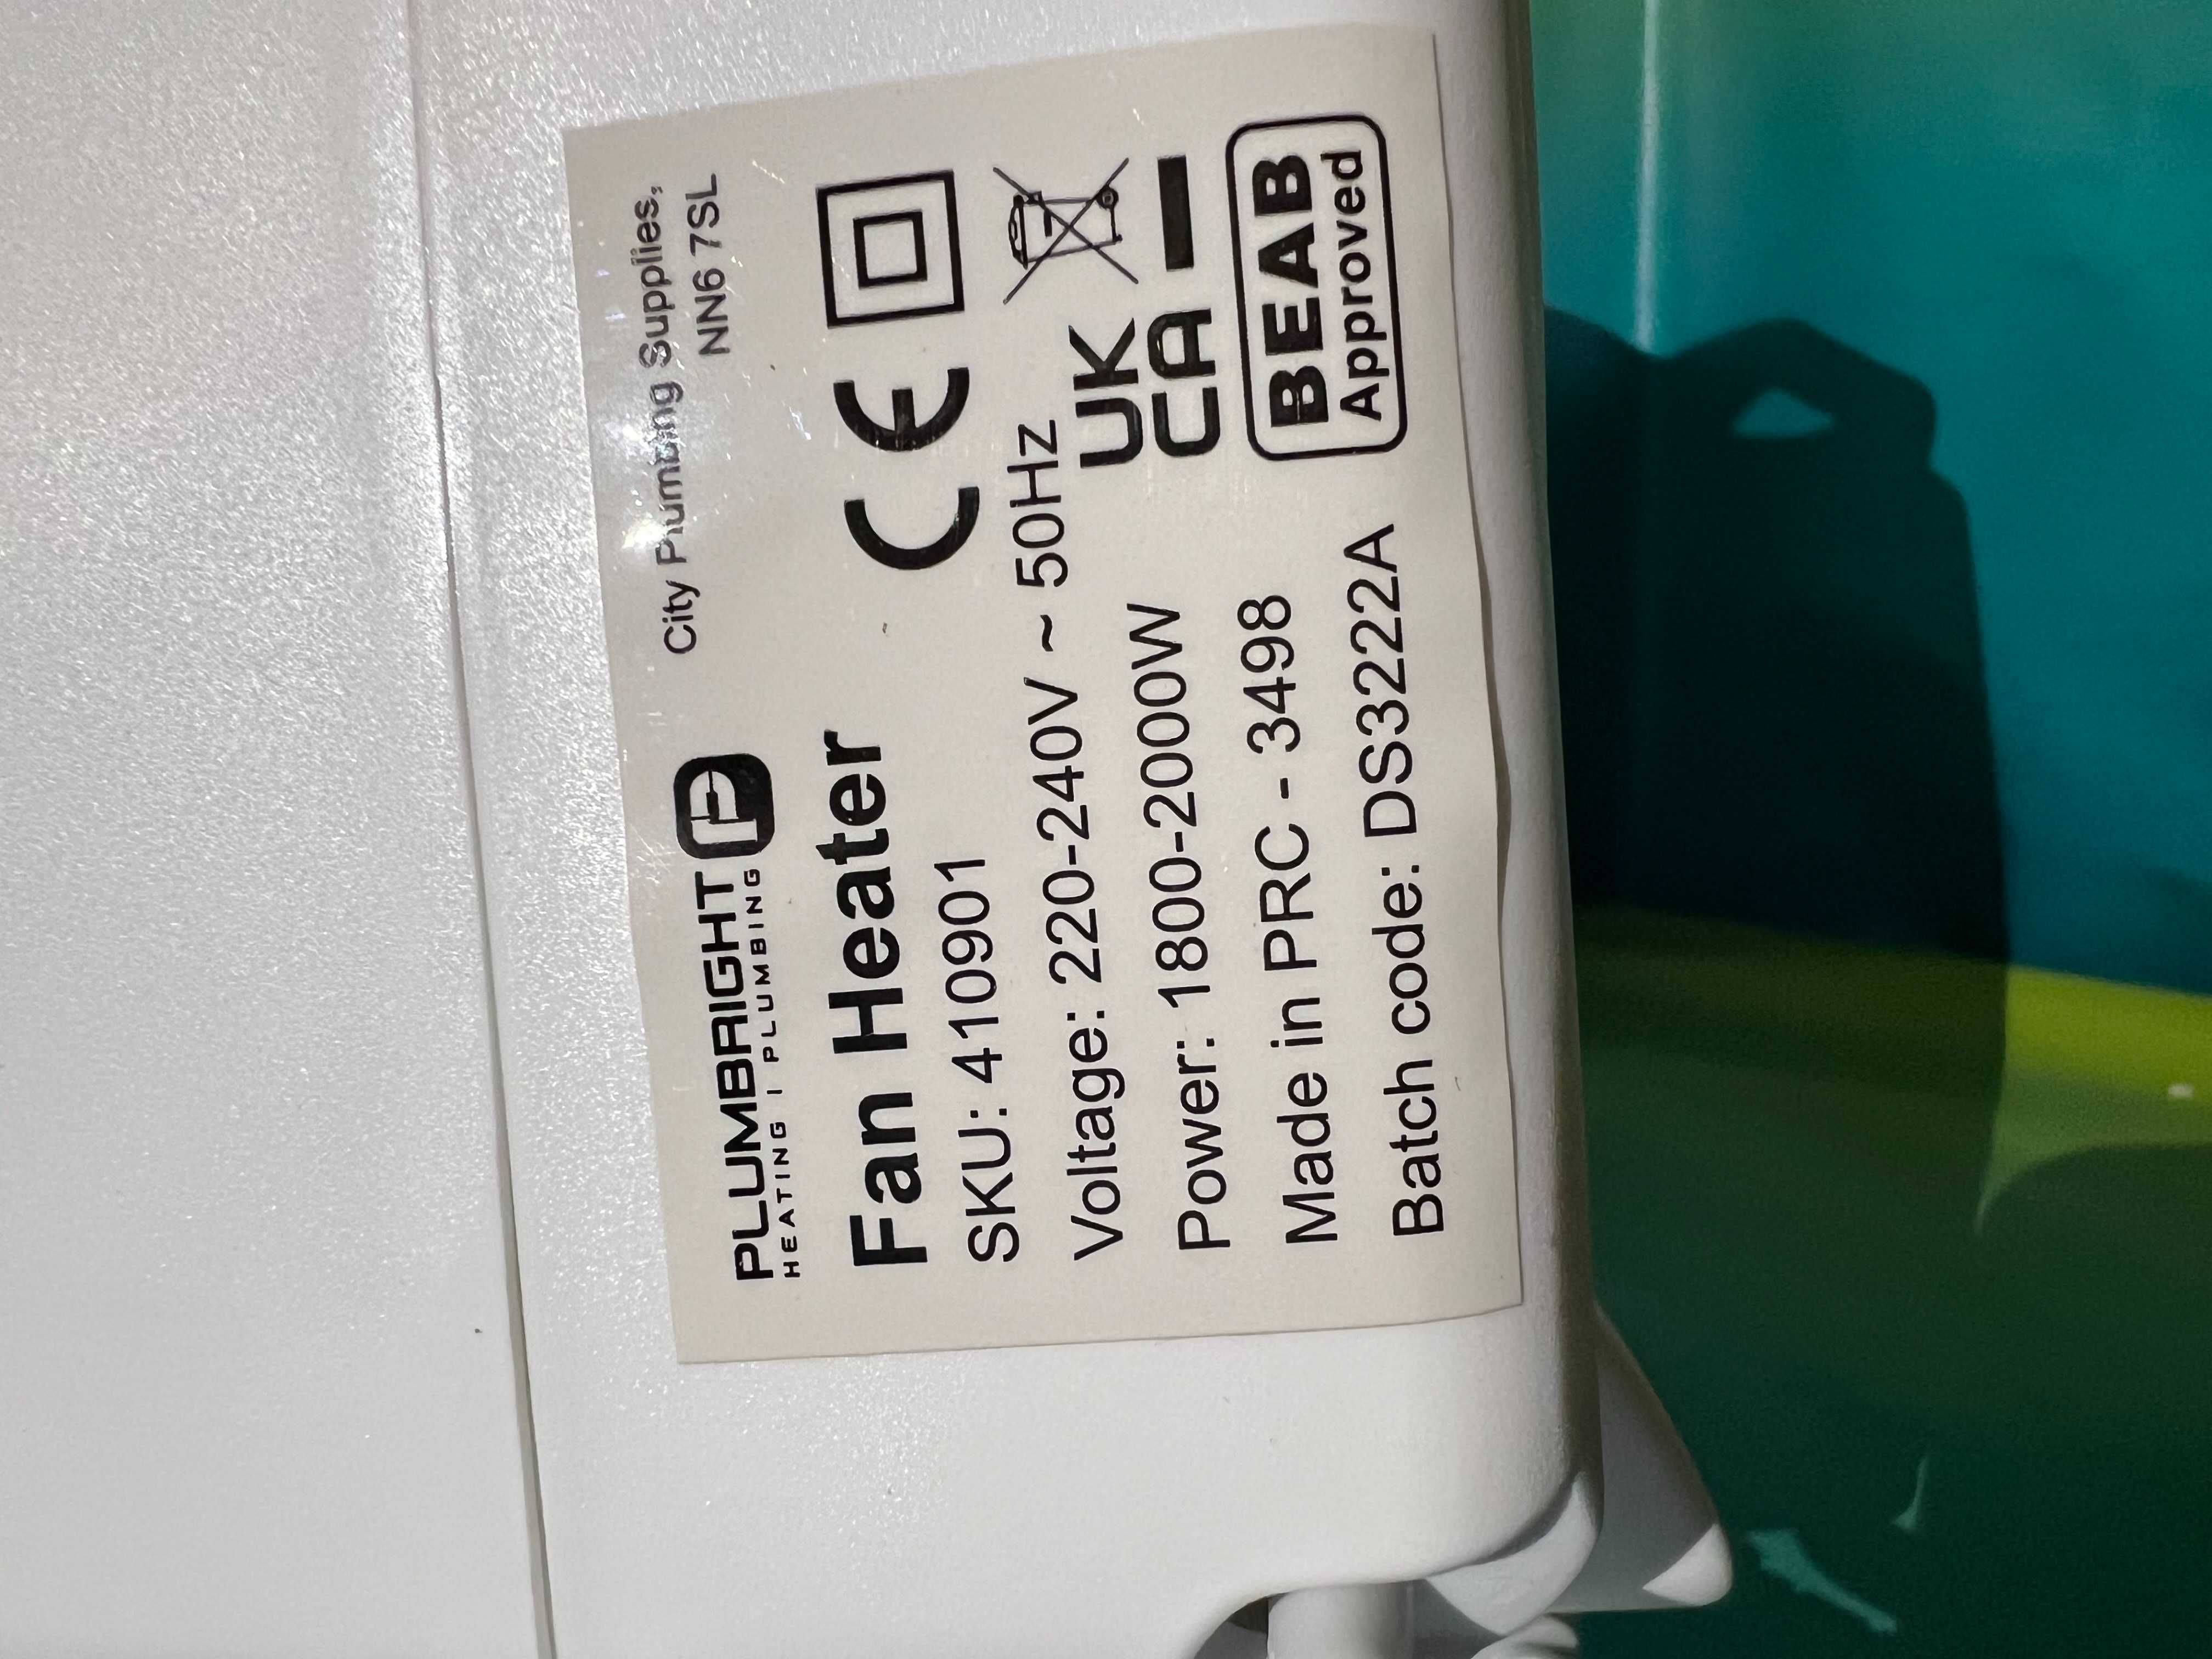 PLUMBRIGHT
HEATING | PLUMBING
City Plumbing Supplies,
NN6 7SL
Fan Heater
CE
SKU: 410901
Voltage: 220-240V ~ 50Hz
Power: 1800-2000W
UK
CA
Made in PRC - 3498
Batch code: DS3222A
BEAB
Approved